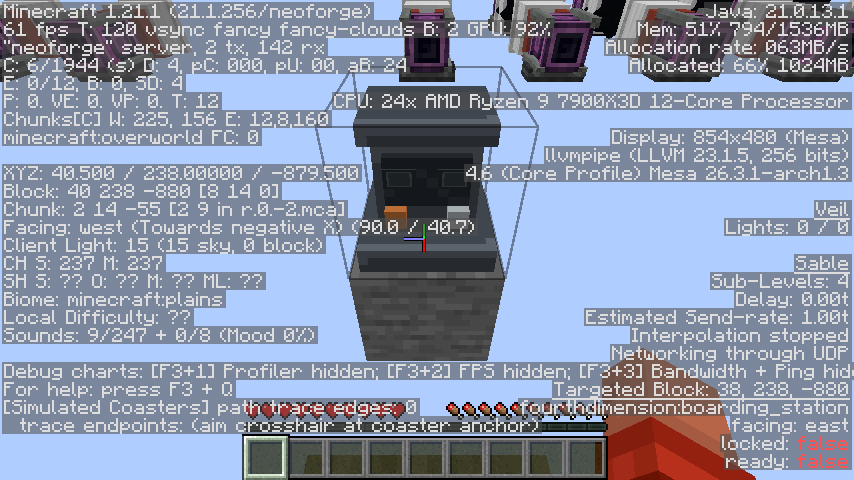 Minecraft 1.21.1 (21.1.256/neoforge)
61 fps T: 120 vsync fancy fancy-clouds B: 2 GPU: 92%
"neoforge" server, 2 tx, 142 rx
C: 6/1944 (s) D: 4, pC: 000, pU: 00, aB: 24
E: 0/12, B: 0, SD: 4
P: 0. VE: 0. VP: 0. T: 12
Chunks[C] W: 225, 156 E: 12,8,160
minecraft:overworld FC: 0
XYZ: 40.500 / 238.00000 / -879.500
Block: 40 238 -880 [8 14 0]
Chunk: 2 14 -55 [2 9 in r.0.-2.mca]
Facing: west (Towards negative X) (90.0 / 40.7)
Client Light: 15 (15 sky, 0 block)
CH S: 237 M: 237
SH S: ?? O: ?? M: ?? ML: ??
Biome: minecraft:plains
Local Difficulty: ??
Sounds: 9/247 + 0/8 (Mood 0%)
Debug charts: [F3+1] Profiler hidden; [F3+2] FPS hidden; [F3+3] Bandwidth + Ping
For help: press F3 + Q
[Simulated Coasters] path trace edges: 0
trace endpoints: (aim crosshair at coaster anchor)
Java: 21.0.13.1
Mem: 51% 794/1536MB
Allocation rate: 063MB/s
Allocated: 66% 1024MB
CPU: 24x AMD Ryzen 9 7900X3D 12-Core Processor
Display: 854x480 (Mesa)
llvmpipe (LLVM 23.1.5, 256 bits)
4.6 (Core Profile) Mesa 26.3.1-arch1.3
Veil
Lights: 0 / 0
Sable
Sub-Levels: 4
Delay: 0.00t
Estimated Send-rate: 1.00t
Interpolation stopped
Networking through UDP
Targeted Block: 238, -880
fourthdimension:boarding_station
facing: east
locked: false
ready: false